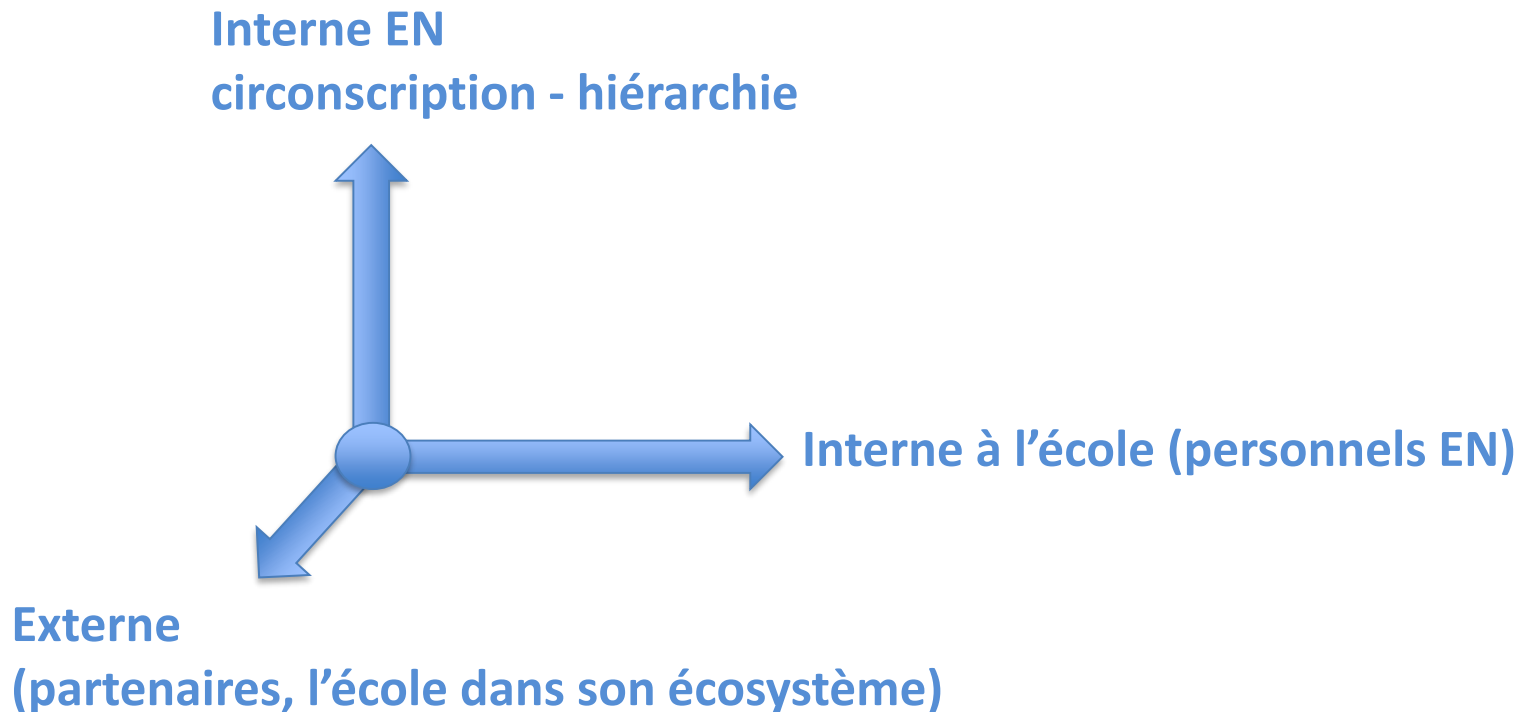 Interne EN
circonscription - hiérarchie
Interne à l’école (personnels EN)
Externe
(partenaires, l’école dans son écosystème)